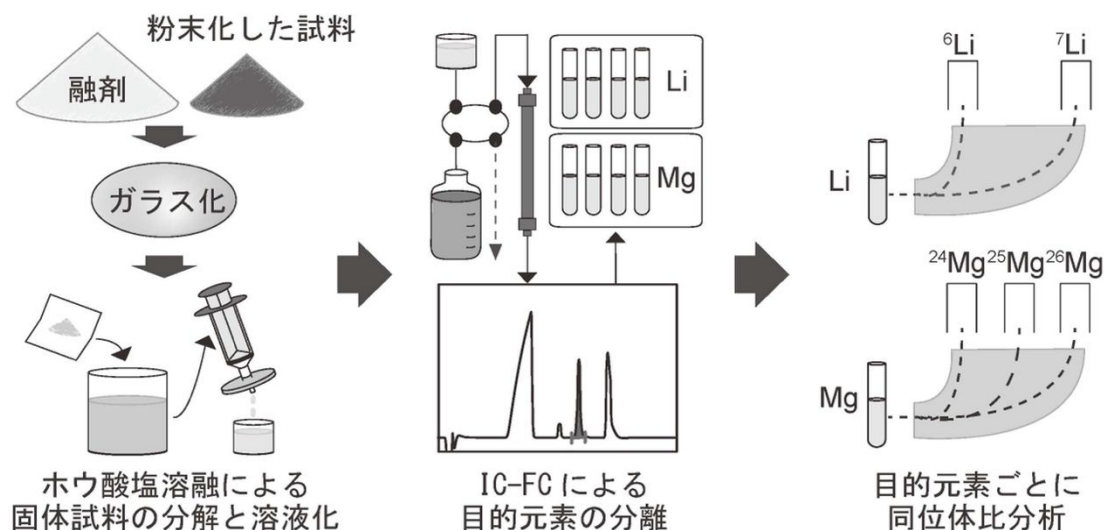 粉末化した試料
融剤
ガラス化
ホウ酸塩溶融による
固体試料の分解と溶液化
Li
Mg
IC-FC による
目的元素の分離
⁶Li ⁷Li
Li
²⁴Mg²⁵Mg²⁶Mg
Mg
目的元素ごとに
同位体比分析